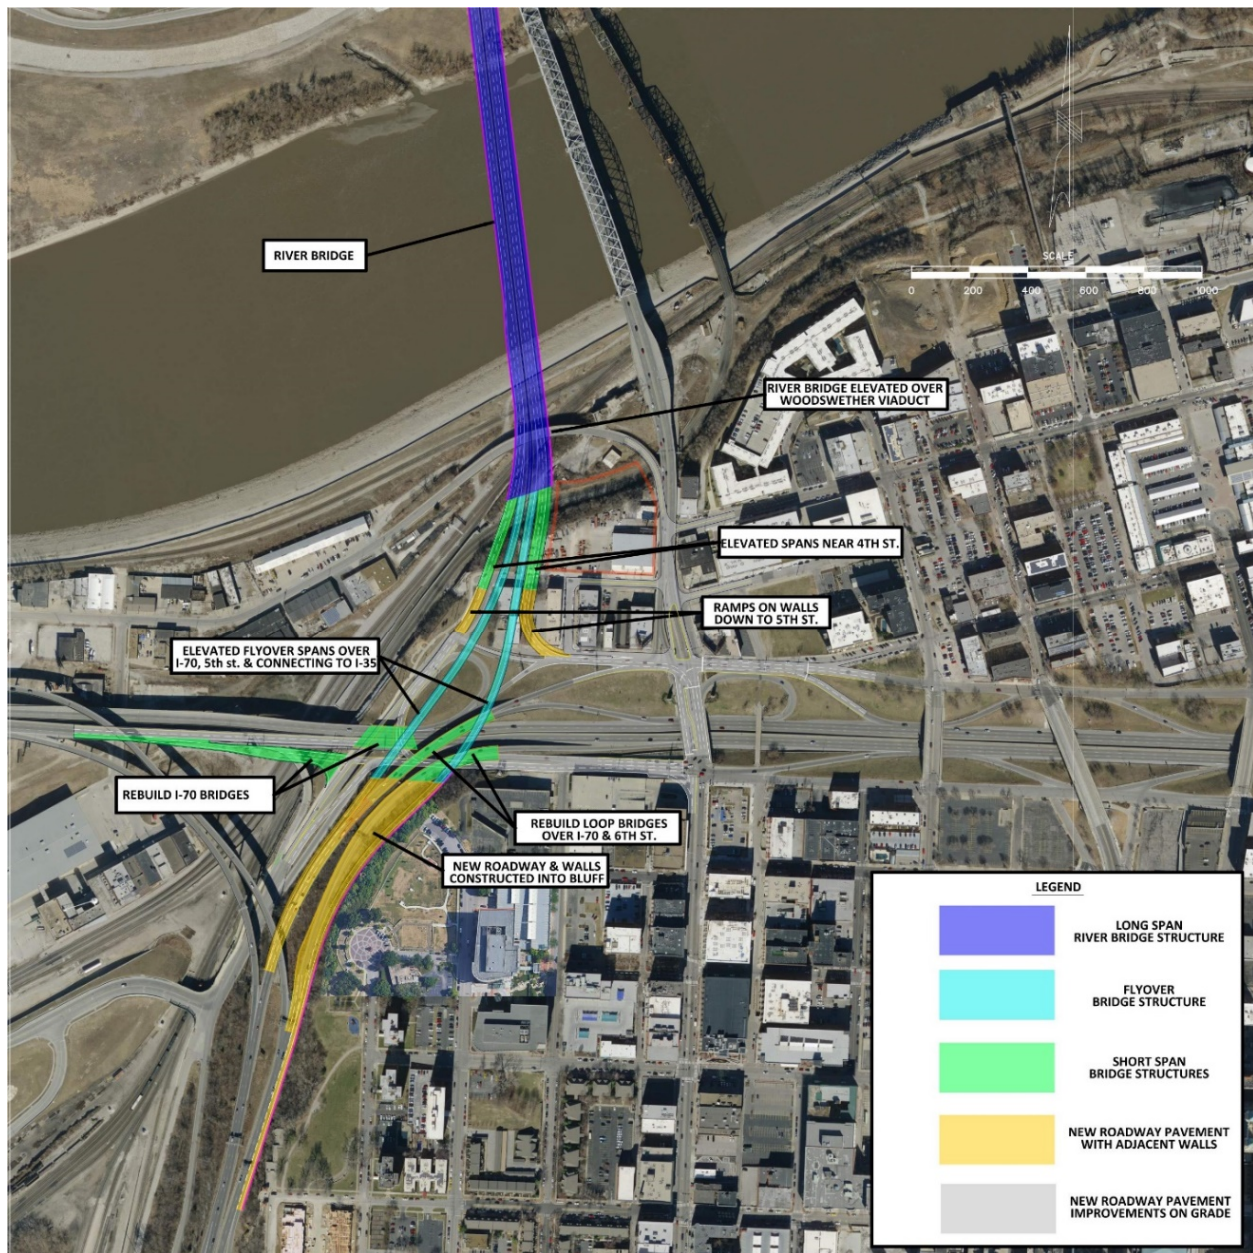 SCALE
0 200 400 600 800 1000
RIVER BRIDGE
RIVER BRIDGE ELEVATED OVER
WOODSWETHER VIADUCT
ELEVATED SPANS NEAR 4TH ST.
RAMPS ON WALLS
DOWN TO 5TH ST.
ELEVATED FLYOVER SPANS OVER
I-70, 5th st. & CONNECTING TO I-35
REBUILD I-70 BRIDGES
REBUILD LOOP BRIDGES
OVER I-70 & 6TH ST.
NEW ROADWAY & WALLS
CONSTRUCTED INTO BLUFF
LEGEND
LONG SPAN
RIVER BRIDGE STRUCTURE
FLYOVER
BRIDGE STRUCTURE
SHORT SPAN
BRIDGE STRUCTURES
NEW ROADWAY PAVEMENT
WITH ADJACENT WALLS
NEW ROADWAY PAVEMENT
IMPROVEMENTS ON GRADE